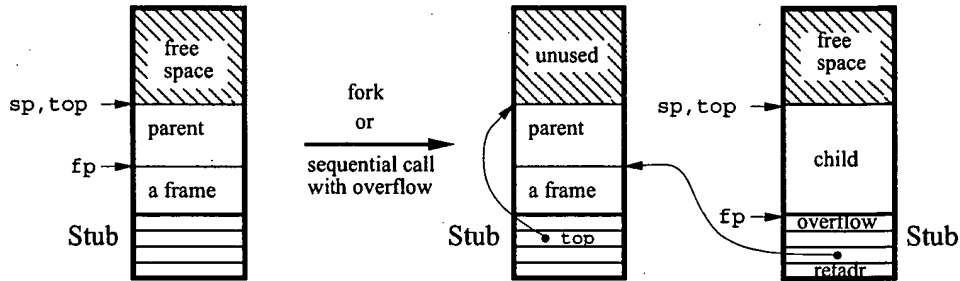 free
space
sp,top
parent
fp
a frame
Stub
fork
or
sequential call
with overflow
unused
parent
a frame
Stub
top
free
space
sp,top
child
fp
overflow
Stub
retadr